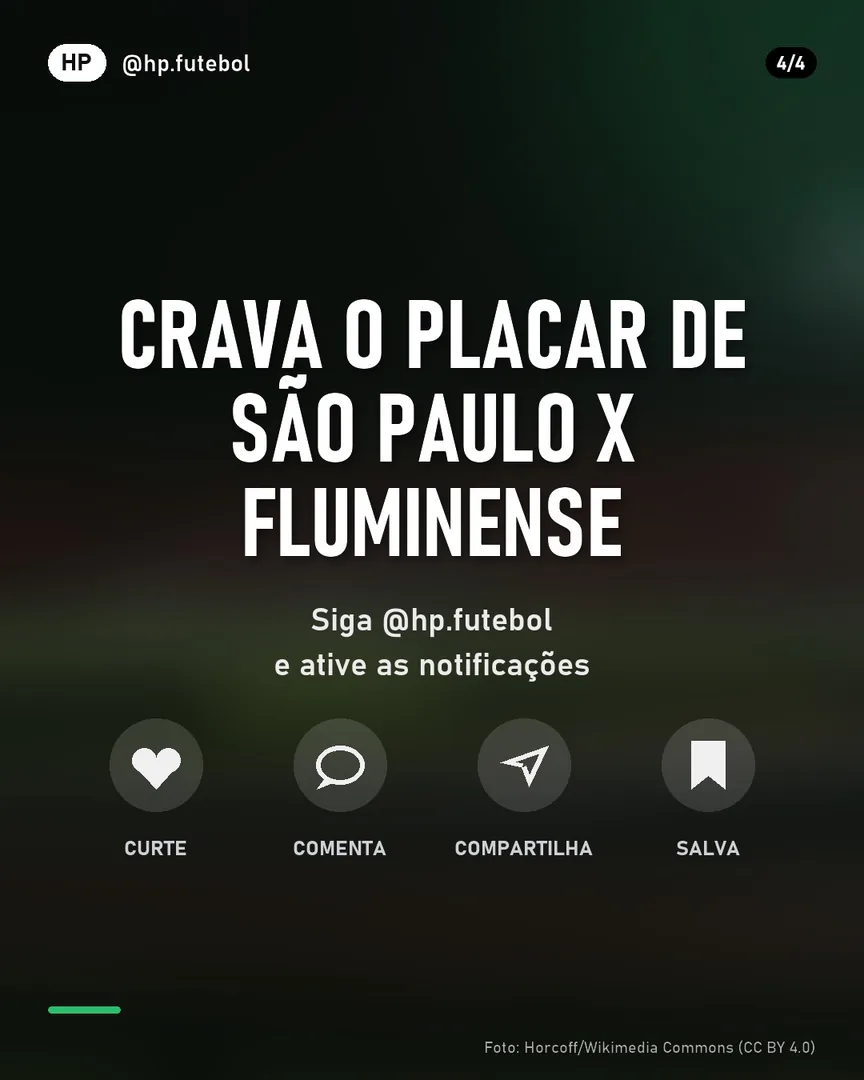 HP @hp.futebol 4/4
CRAVA O PLACAR DE
SÃO PAULO X
FLUMINENSE
Siga @hp.futebol
e ative as notificações
CURTE COMENTA COMPARTILHA SALVA
Foto: Horcoff/Wikimedia Commons (CC BY 4.0)